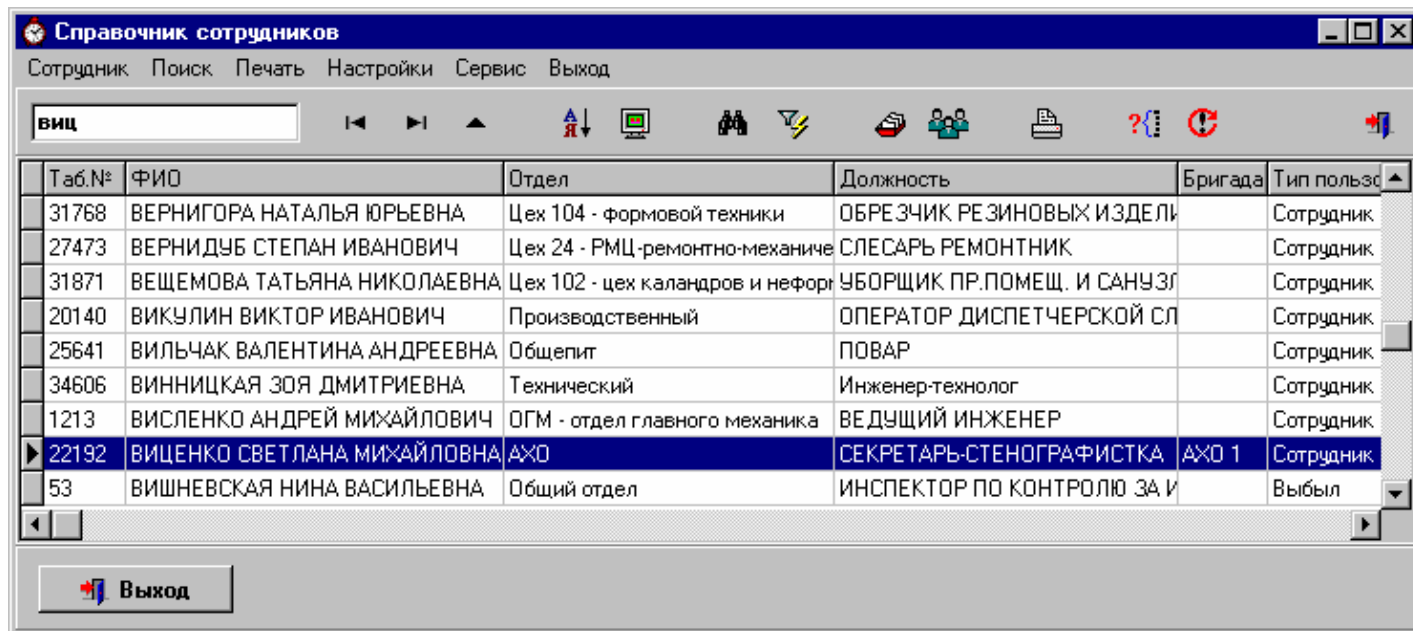 Справочник сотрудников
Сотрудник Поиск Печать Настройки Сервис Выход
виц
Таб.№ ФИО Отдел Должность Бригада Тип пользо
31768 ВЕРНИГОРА НАТАЛЬЯ ЮРЬЕВНА Цех 104 - формовой техники ОБРЕЗЧИК РЕЗИНОВЫХ ИЗДЕЛИ Сотрудник
27473 ВЕРНИДУБ СТЕПАН ИВАНОВИЧ Цех 24 - РМЦ-ремонтно-механиче СЛЕСАРЬ РЕМОНТНИК Сотрудник
31871 ВЕЩЕМОВА ТАТЬЯНА НИКОЛАЕВНА Цех 102 - цех каландров и неформ УБОРЩИК ПР.ПОМЕЩ. И САНУЗЛ Сотрудник
20140 ВИКУЛИН ВИКТОР ИВАНОВИЧ Производственный ОПЕРАТОР ДИСПЕТЧЕРСКОЙ СЛ Сотрудник
25641 ВИЛЬЧАК ВАЛЕНТИНА АНДРЕЕВНА Общепит ПОВАР Сотрудник
34606 ВИННИЦКАЯ ЗОЯ ДМИТРИЕВНА Технический Инженер-технолог Сотрудник
1213 ВИСЛЕНКО АНДРЕЙ МИХАЙЛОВИЧ ОГМ - отдел главного механика ВЕДУЩИЙ ИНЖЕНЕР Сотрудник
22192 ВИЦЕНКО СВЕТЛАНА МИХАЙЛОВНА АХО СЕКРЕТАРЬ-СТЕНОГРАФИСТКА АХО 1 Сотрудник
53 ВИШНЕВСКАЯ НИНА ВАСИЛЬЕВНА Общий отдел ИНСПЕКТОР ПО КОНТРОЛЮ ЗА И Выбыл
Выход